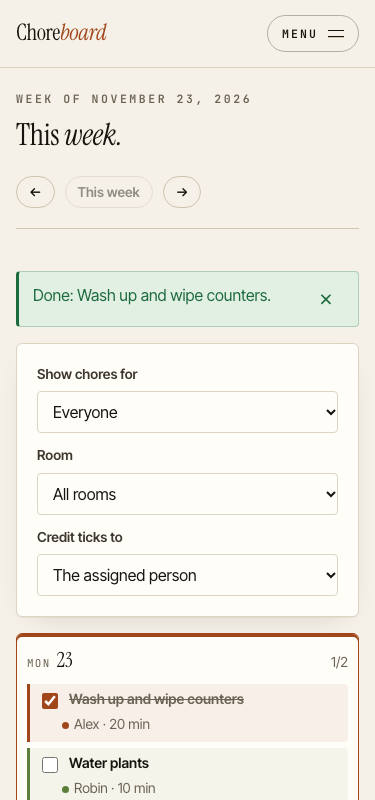 Choreboard
MENU
WEEK OF NOVEMBER 23, 2026
This week.
← This week →
Done: Wash up and wipe counters. ✕
Show chores for
Everyone
Room
All rooms
Credit ticks to
The assigned person
MON 23 1/2
Wash up and wipe counters
Alex · 20 min
Water plants
Robin · 10 min